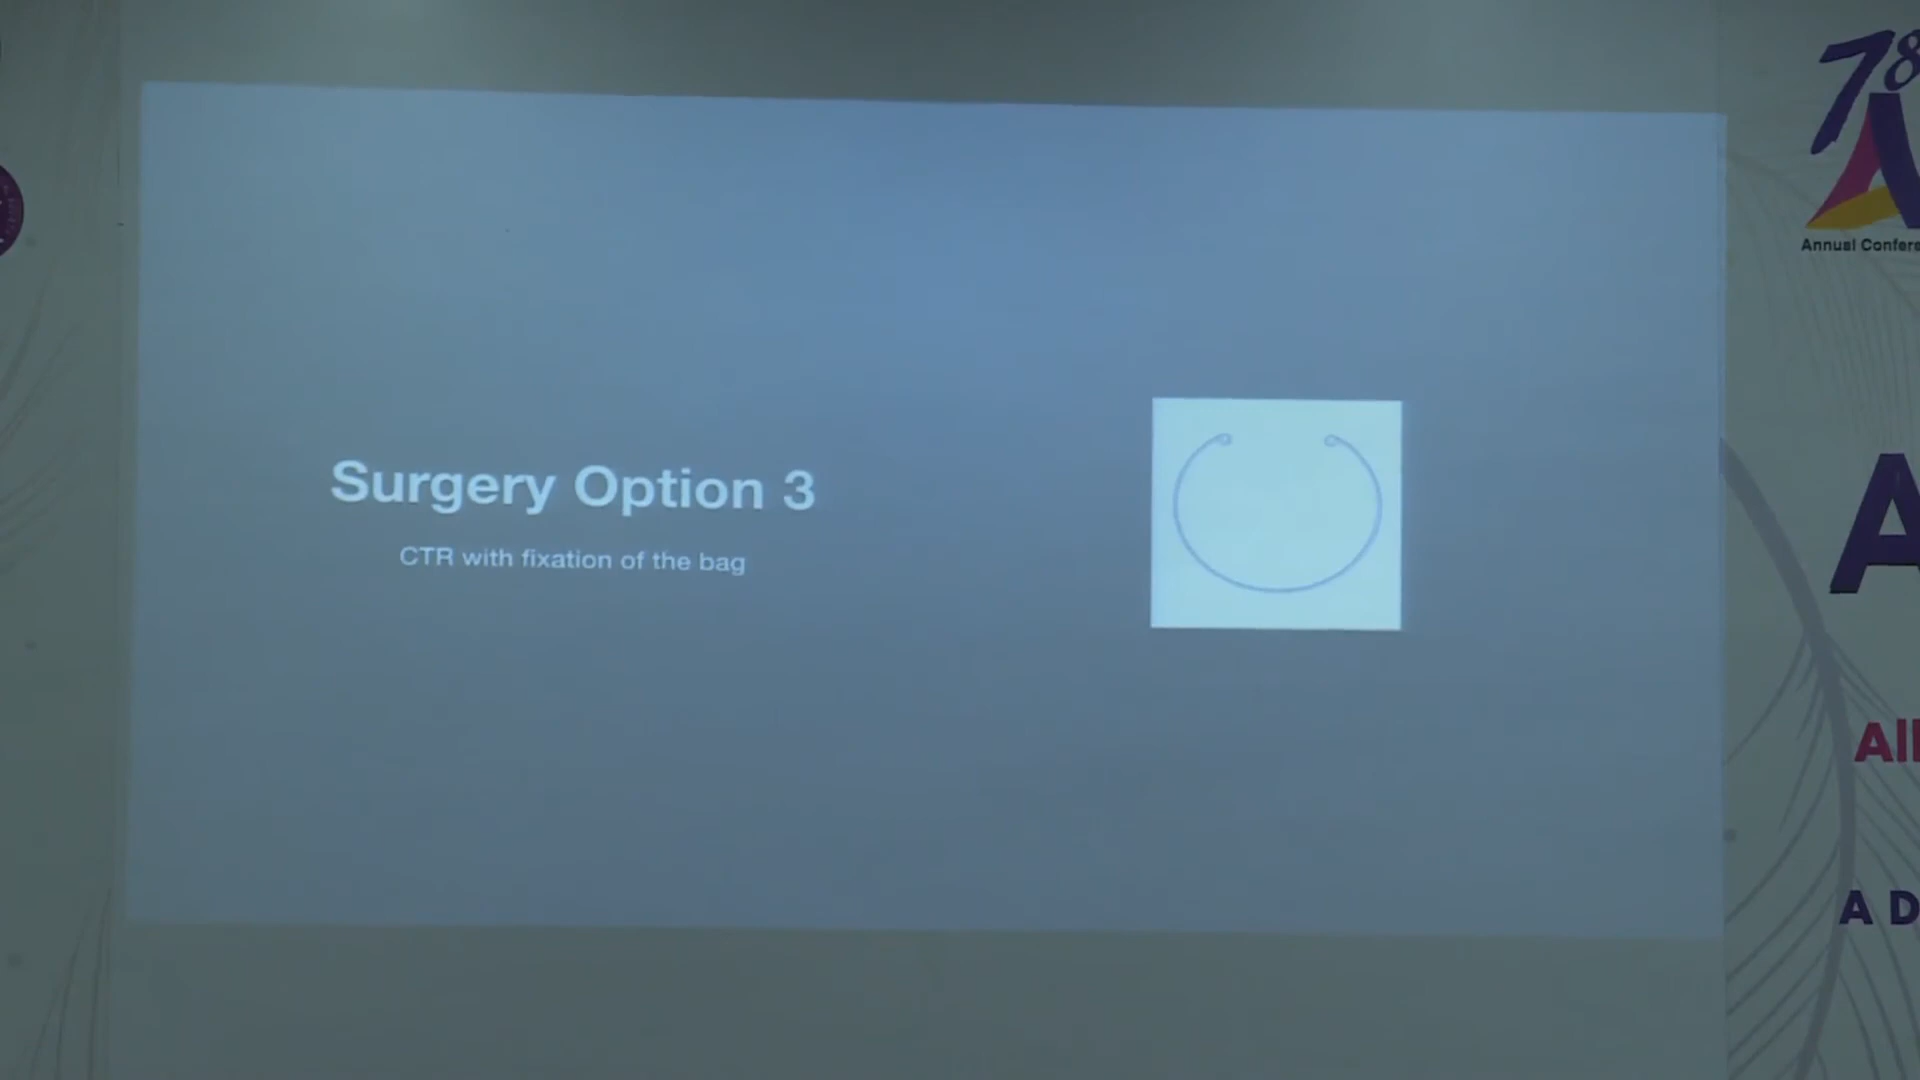 Surgery Option 3
CTR with fixation of the bag
78
Annual Confere
A
All
A D